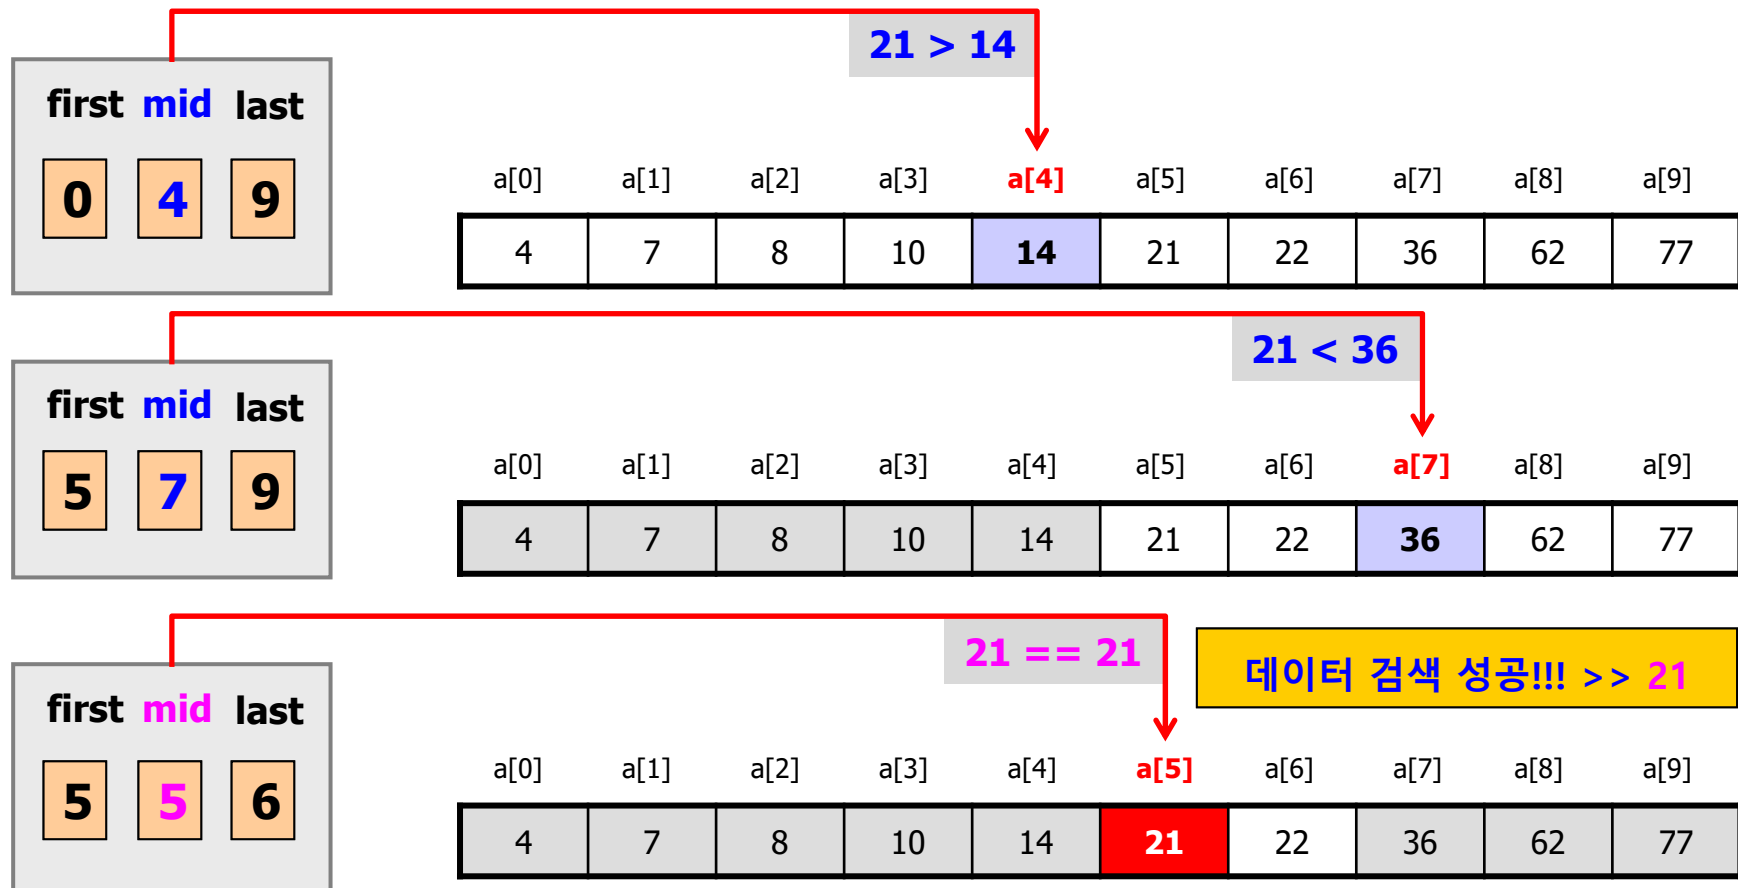 21 > 14
first mid last
0 4 9
a[0] a[1] a[2] a[3] a[4] a[5] a[6] a[7] a[8] a[9]
4 7 8 10 14 21 22 36 62 77
21 < 36
first mid last
5 7 9
a[0] a[1] a[2] a[3] a[4] a[5] a[6] a[7] a[8] a[9]
4 7 8 10 14 21 22 36 62 77
21 == 21
데이터 검색 성공!!! >> 21
first mid last
5 5 6
a[0] a[1] a[2] a[3] a[4] a[5] a[6] a[7] a[8] a[9]
4 7 8 10 14 21 22 36 62 77